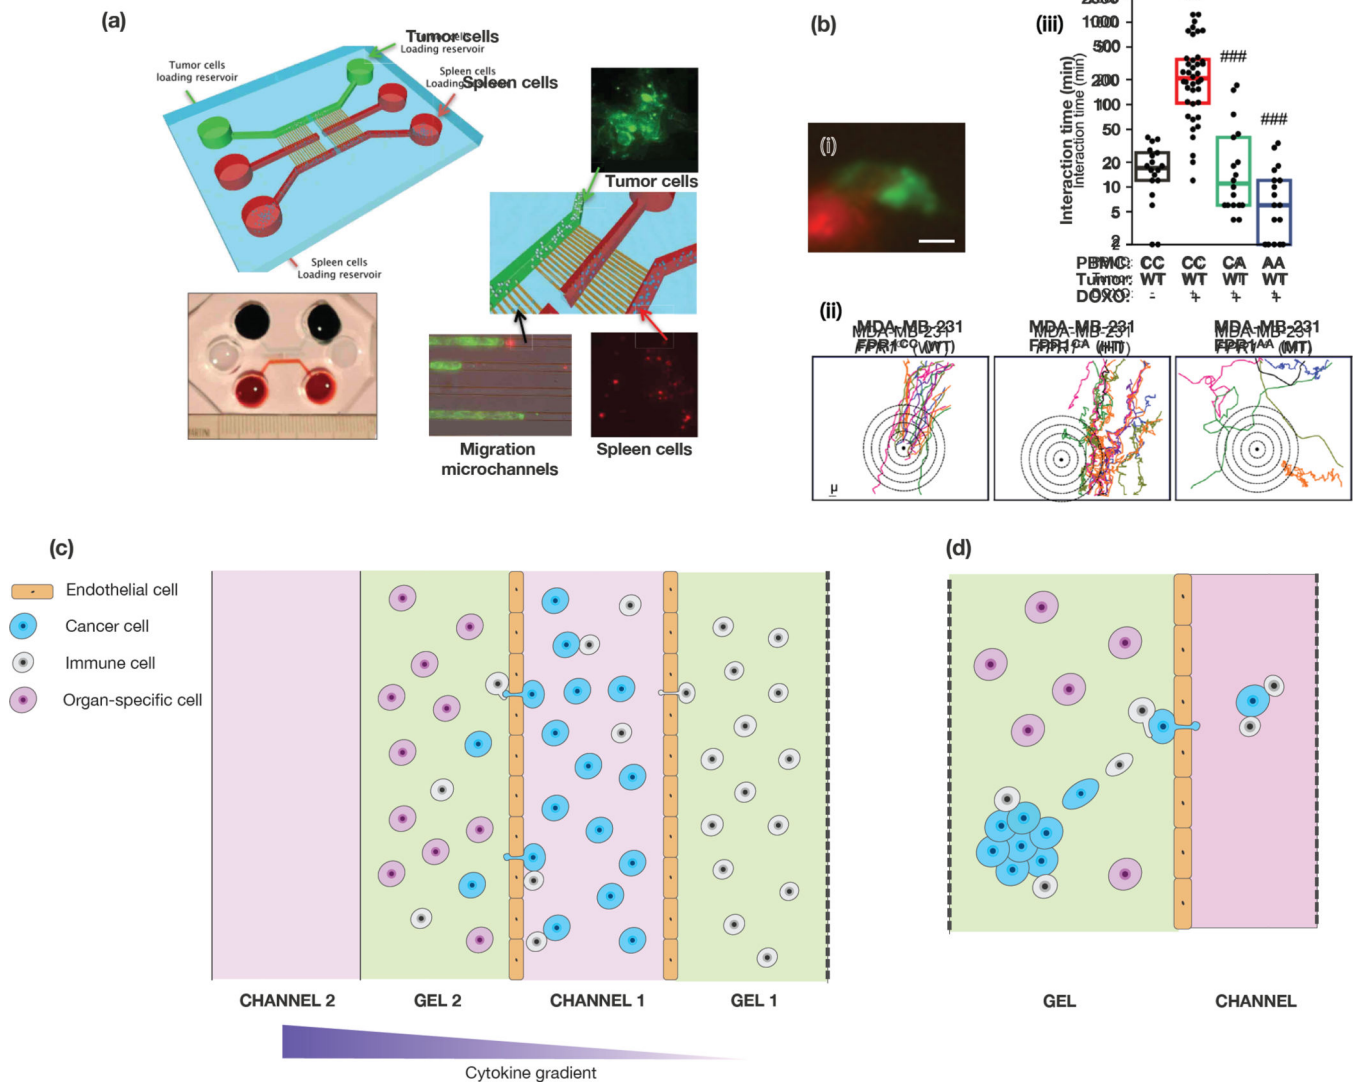 (a)
Tumor cells
Loading reservoir
Tumor cells
loading reservoir
Spleen cells
Loading reservoir
Tumor cells
Spleen cells
Loading reservoir
Migration
microchannels
Spleen cells
(b)
(i)
(iii)
Interaction time (min)
Interaction time (min)
1000
500
200
100
50
20
10
5
2
###
###
PBMC: CC CC CA AA
Tumor: WT WT WT WT
DOXO: - + + +
(ii)
MDA-MB-231
FPR1CC (WT)
MDA-MB-231
FPR1CA (HT)
MDA-MB-231
FPR1AA (MT)
µ
(c)
Endothelial cell
Cancer cell
Immune cell
Organ-specific cell
CHANNEL 2
GEL 2
CHANNEL 1
GEL 1
Cytokine gradient
(d)
GEL
CHANNEL